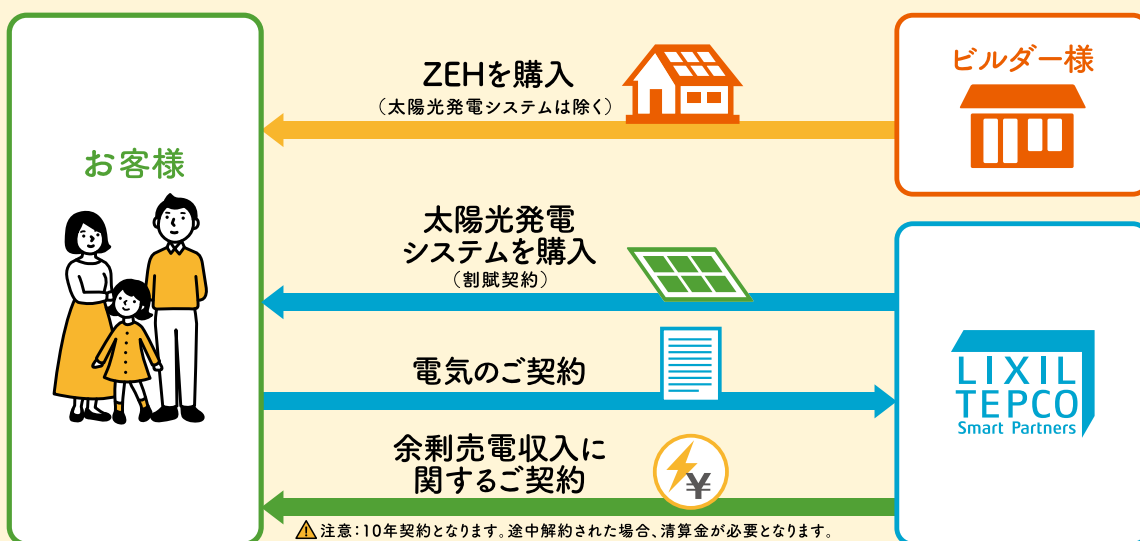 お客様
ZEHを購入
（太陽光発電システムは除く）
ビルダー様
太陽光発電
システムを購入
（割賦契約）
電気のご契約
余剰売電収入に
関するご契約
¥
LIXIL
TEPCO
Smart Partners
注意：10年契約となります。途中解約された場合、清算金が必要となります。